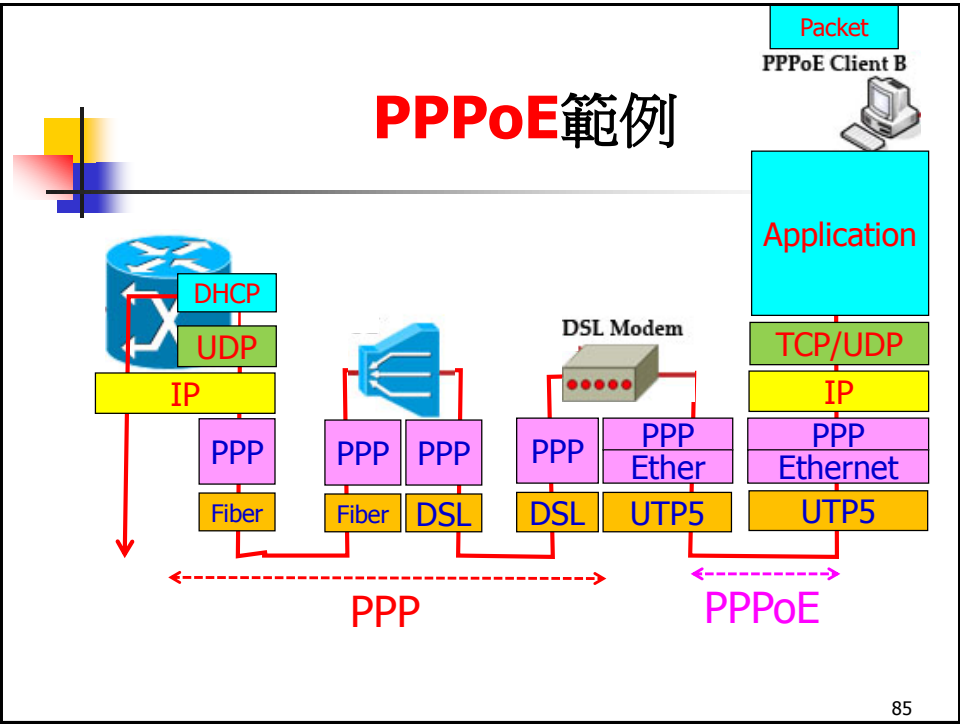 Packet
PPPoE Client B
PPPoE範例
Application
DHCP
UDP
DSL Modem
TCP/UDP
IP
IP
PPP
PPP
PPP
PPP
PPP
Ether
PPP
Ethernet
Fiber
Fiber
DSL
DSL
UTP5
UTP5
PPP
PPPoE
85